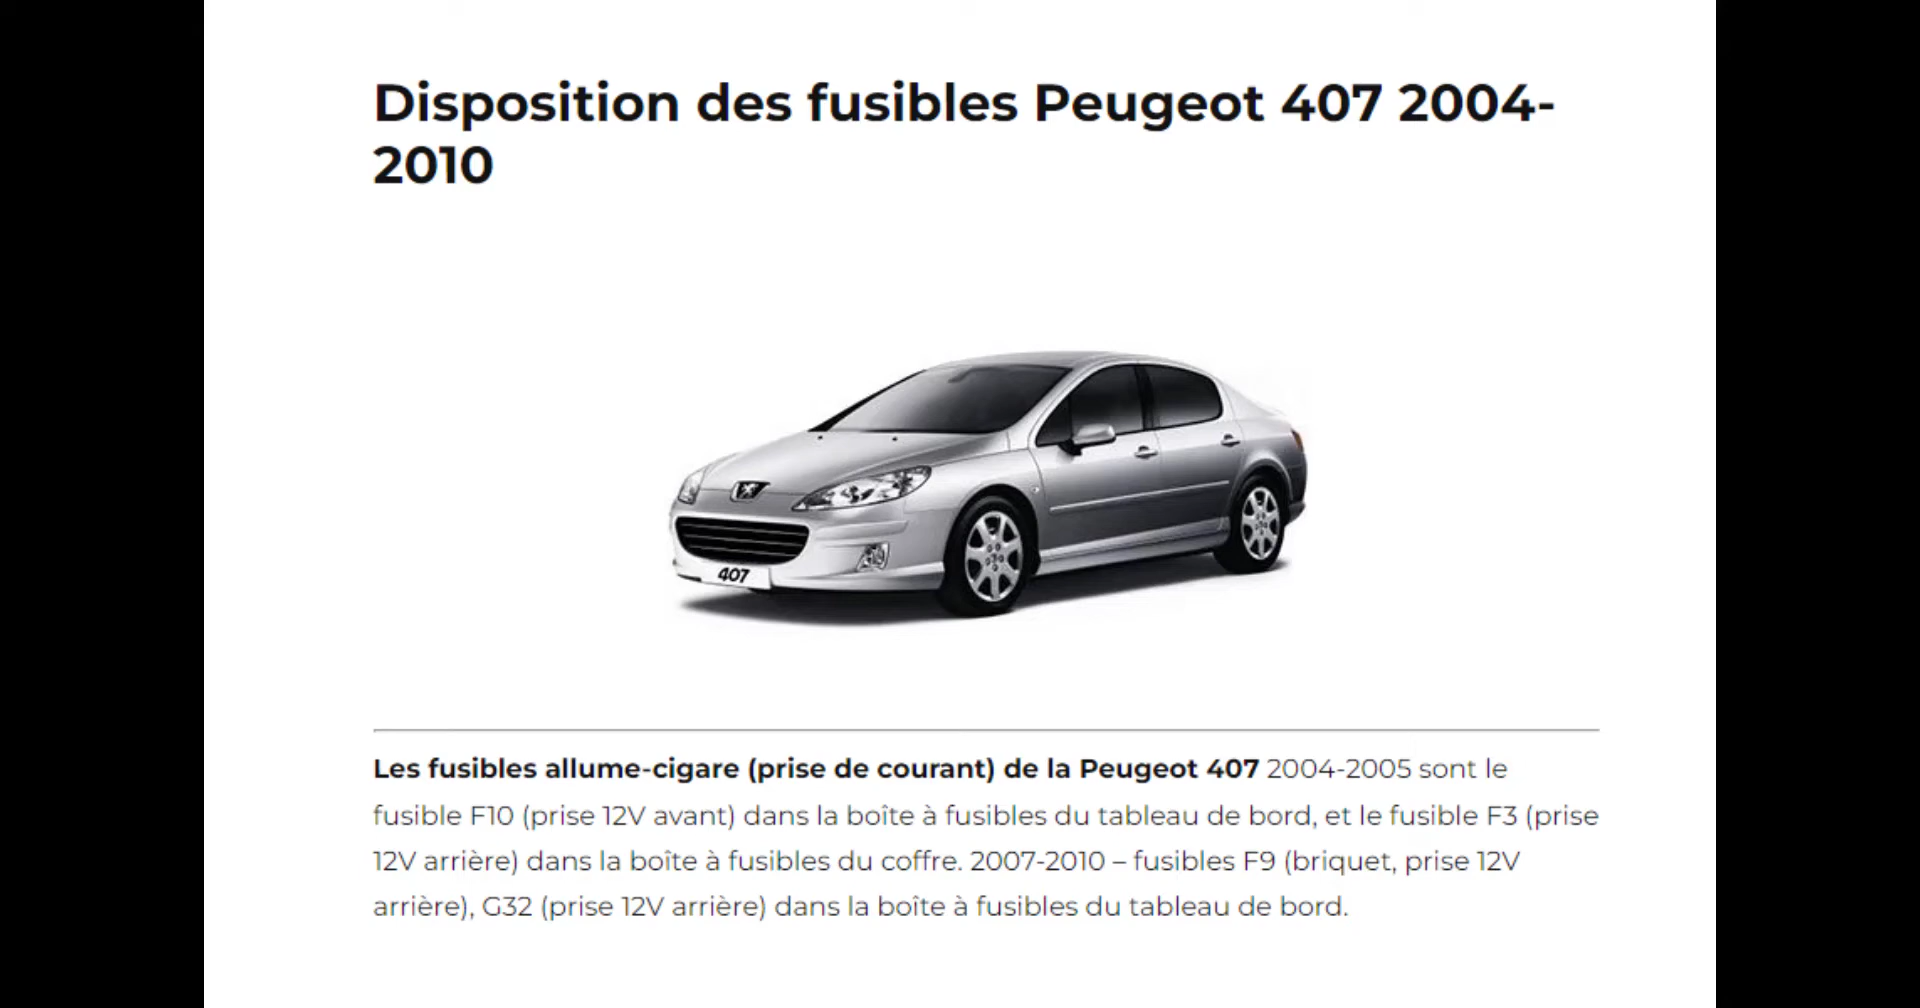 Disposition des fusibles Peugeot 407 2004-
2010
407
Les fusibles allume-cigare (prise de courant) de la Peugeot 407 2004-2005 sont le
fusible F10 (prise 12V avant) dans la boîte à fusibles du tableau de bord, et le fusible F3 (prise
12V arrière) dans la boîte à fusibles du coffre. 2007-2010 – fusibles F9 (briquet, prise 12V
arrière), G32 (prise 12V arrière) dans la boîte à fusibles du tableau de bord.